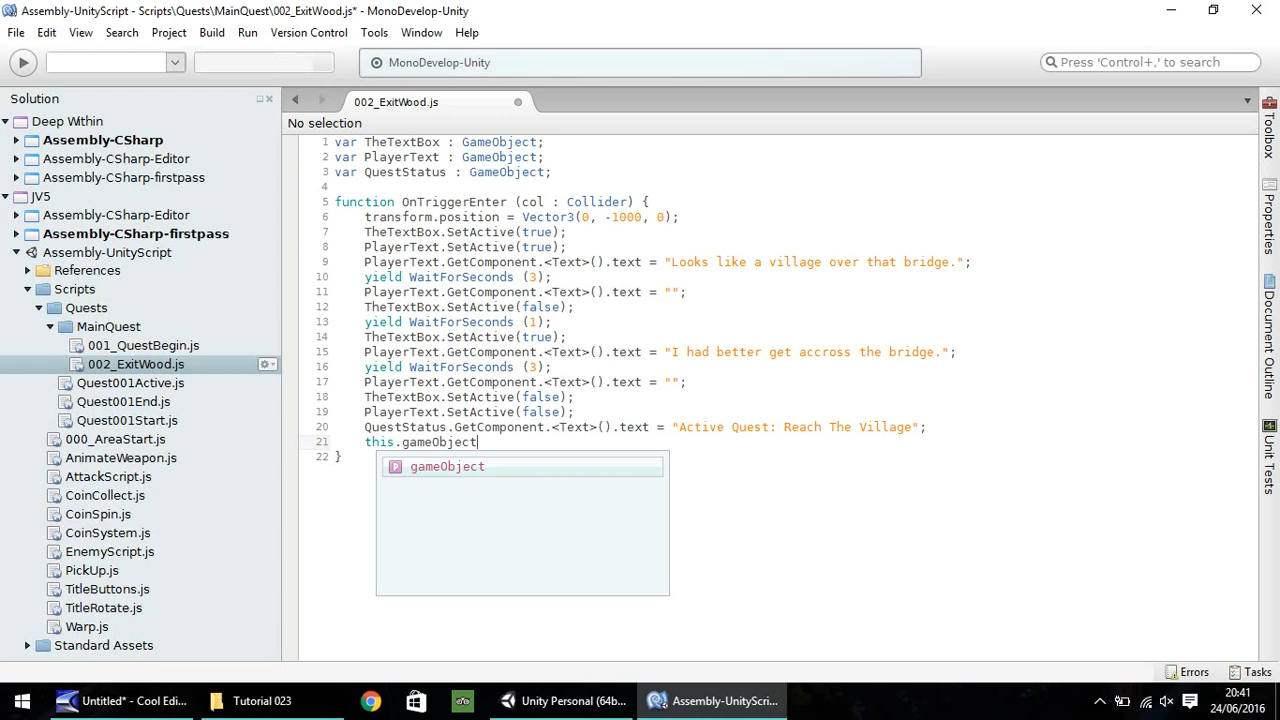 Assembly-UnityScript - Scripts\Quests\MainQuest\002_ExitWood.js* - MonoDevelop-Unity
File Edit View Search Project Build Run Version Control Tools Window Help
MonoDevelop-Unity
Press 'Control+,' to search
Solution
Deep Within
Assembly-CSharp
Assembly-CSharp-Editor
Assembly-CSharp-firstpass
JV5
Assembly-CSharp-Editor
Assembly-CSharp-firstpass
Assembly-UnityScript
References
Scripts
Quests
MainQuest
001_QuestBegin.js
002_ExitWood.js
Quest001Active.js
Quest001End.js
Quest001Start.js
000_AreaStart.js
AnimateWeapon.js
AttackScript.js
CoinCollect.js
CoinSpin.js
CoinSystem.js
EnemyScript.js
PickUp.js
TitleButtons.js
TitleRotate.js
Warp.js
Standard Assets
002_ExitWood.js
No selection
1 var TheTextBox : GameObject;
2 var PlayerText : GameObject;
3 var QuestStatus : GameObject;
4
5 function OnTriggerEnter (col : Collider) {
6 transform.position = Vector3(0, -1000, 0);
7 TheTextBox.SetActive(true);
8 PlayerText.SetActive(true);
9 PlayerText.GetComponent.<Text>().text = "Looks like a village over that bridge.";
10 yield WaitForSeconds (3);
11 PlayerText.GetComponent.<Text>().text = "";
12 TheTextBox.SetActive(false);
13 yield WaitForSeconds (1);
14 TheTextBox.SetActive(true);
15 PlayerText.GetComponent.<Text>().text = "I had better get accross the bridge.";
16 yield WaitForSeconds (3);
17 PlayerText.GetComponent.<Text>().text = "";
18 TheTextBox.SetActive(false);
19 PlayerText.SetActive(false);
20 QuestStatus.GetComponent.<Text>().text = "Active Quest: Reach The Village";
21 this.gameObject
22 }
gameObject
Toolbox
Properties
Document Outline
Unit Tests
Errors Tasks
Untitled* - Cool Edi...
Tutorial 023
Unity Personal (64b...
Assembly-UnityScri...
20:41
24/06/2016